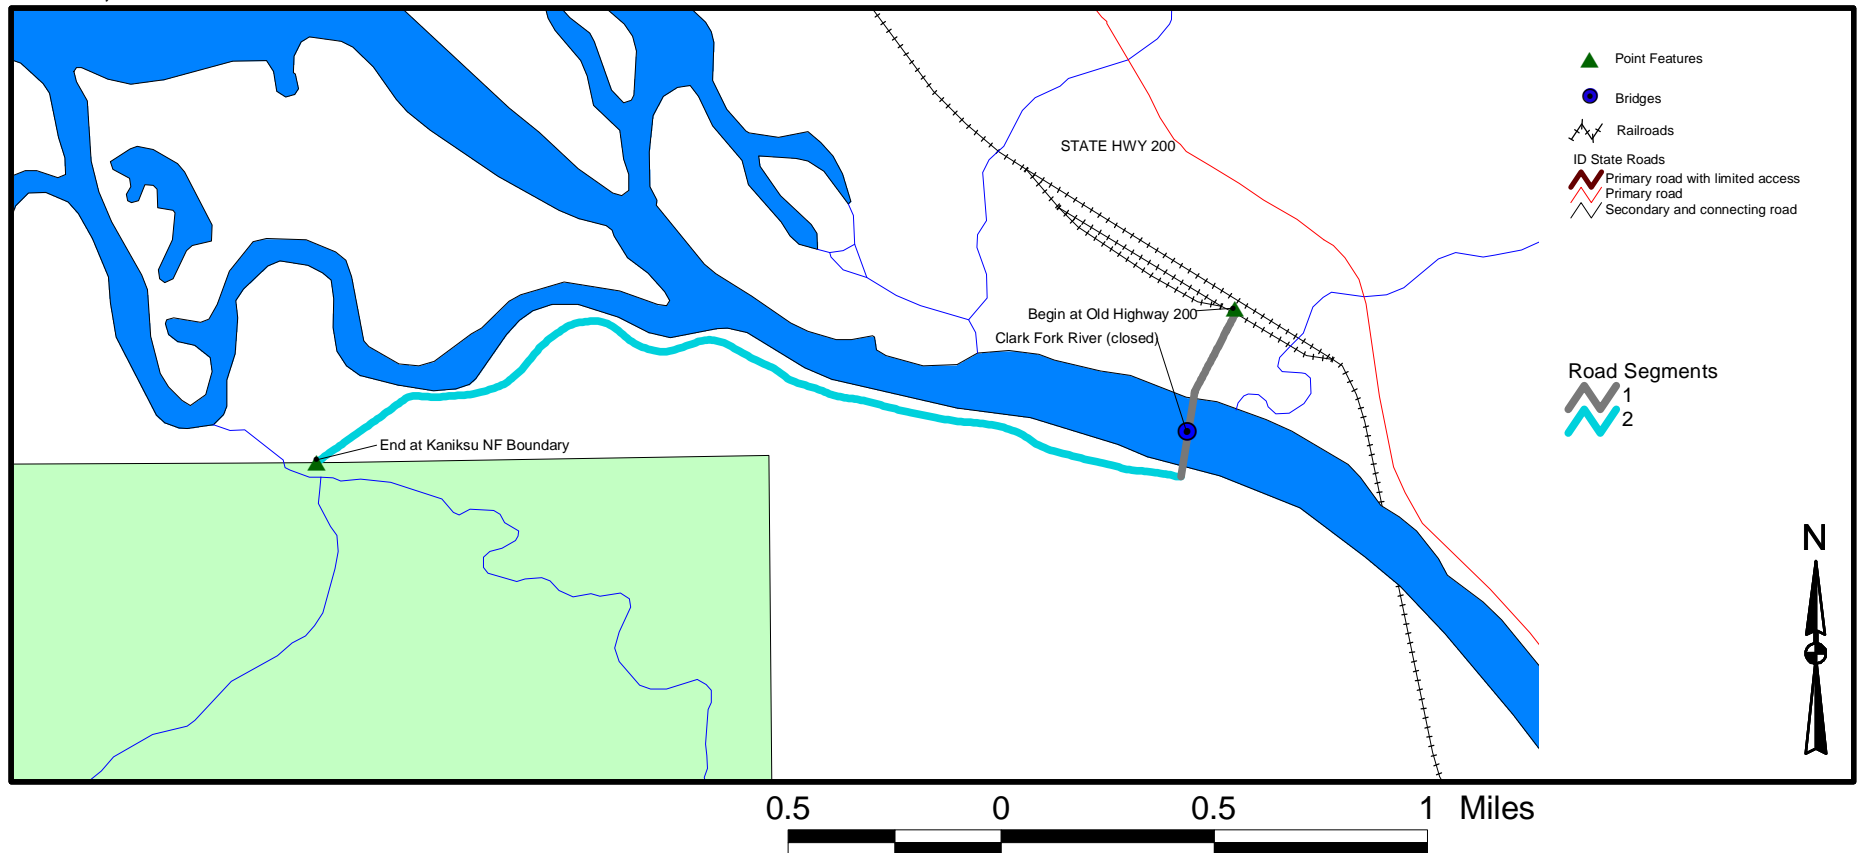 Point Features
Bridges
Railroads
ID State Roads
Primary road with limited access
Primary road
Secondary and connecting road
STATE HWY 200
Begin at Old Highway 200
Clark Fork River (closed)
Road Segments
1
2
End at Kaniksu NF Boundary
N
0.5 0 0.5 1 Miles